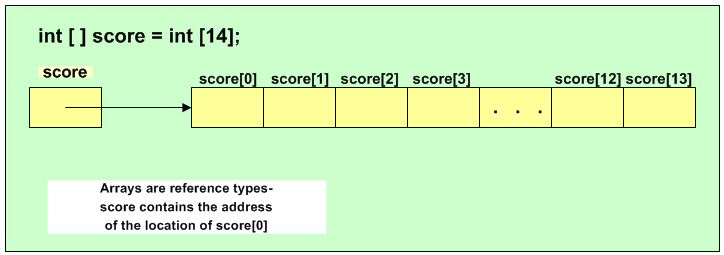 int [ ] score = int [14];
score
score[0] score[1] score[2] score[3] score[12] score[13]
. . .
Arrays are reference types-
score contains the address
of the location of score[0]